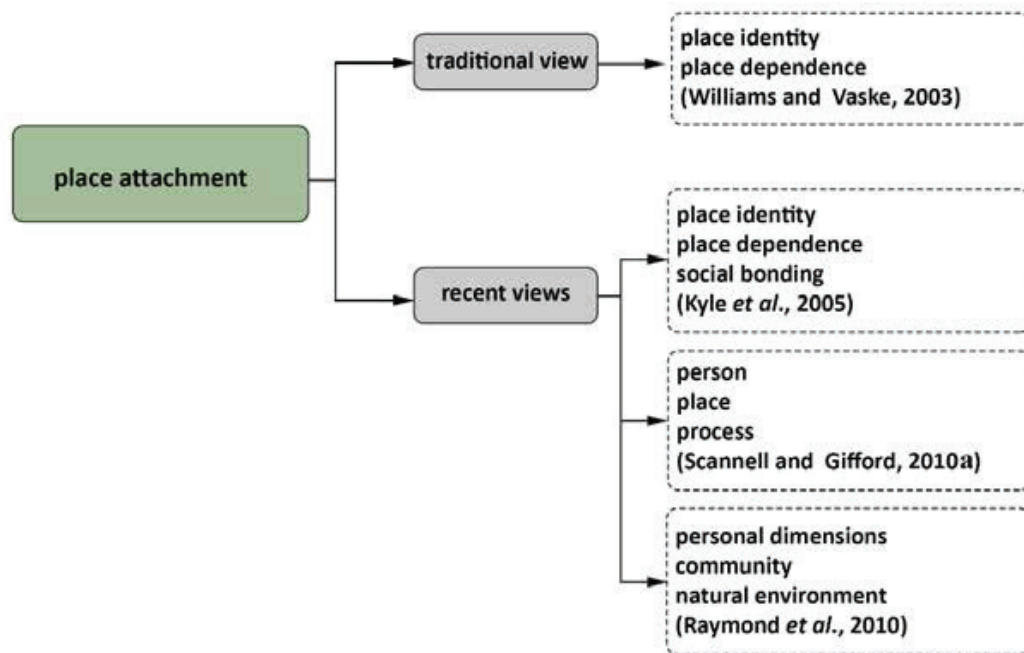 place attachment
traditional view
place identity
place dependence
(Williams and Vaske, 2003)
recent views
place identity
place dependence
social bonding
(Kyle et al., 2005)
person
place
process
(Scannell and Gifford, 2010a)
personal dimensions
community
natural environment
(Raymond et al., 2010)